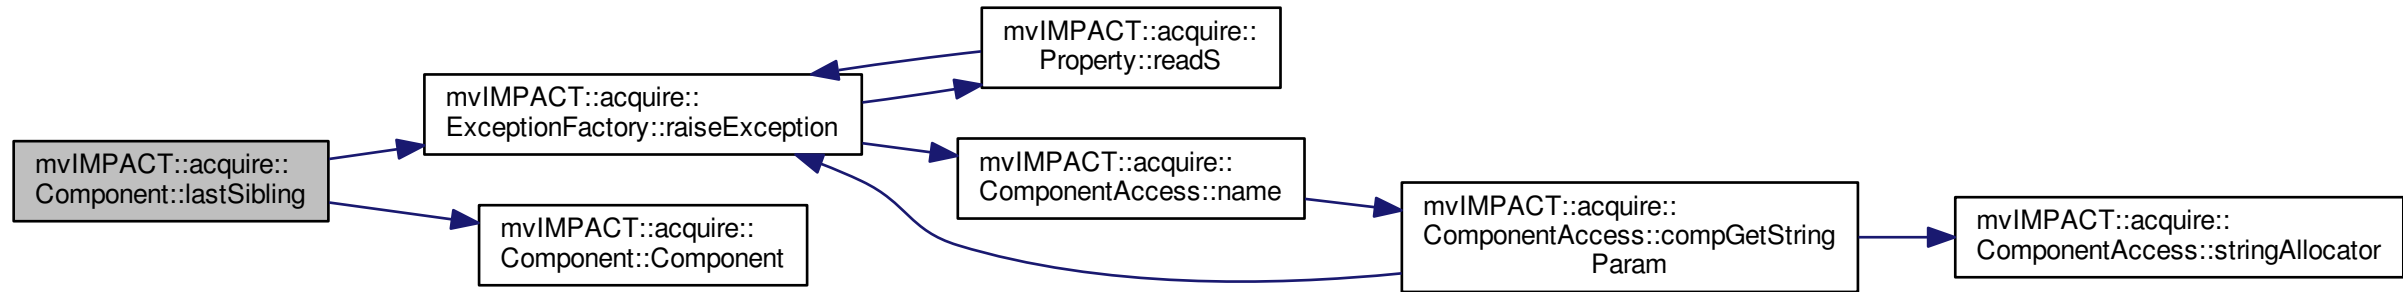 mvIMPACT::acquire::
Component::lastSibling
mvIMPACT::acquire::
ExceptionFactory::raiseException
mvIMPACT::acquire::
Component::Component
mvIMPACT::acquire::
Property::readS
mvIMPACT::acquire::
ComponentAccess::name
mvIMPACT::acquire::
ComponentAccess::compGetString
Param
mvIMPACT::acquire::
ComponentAccess::stringAllocator